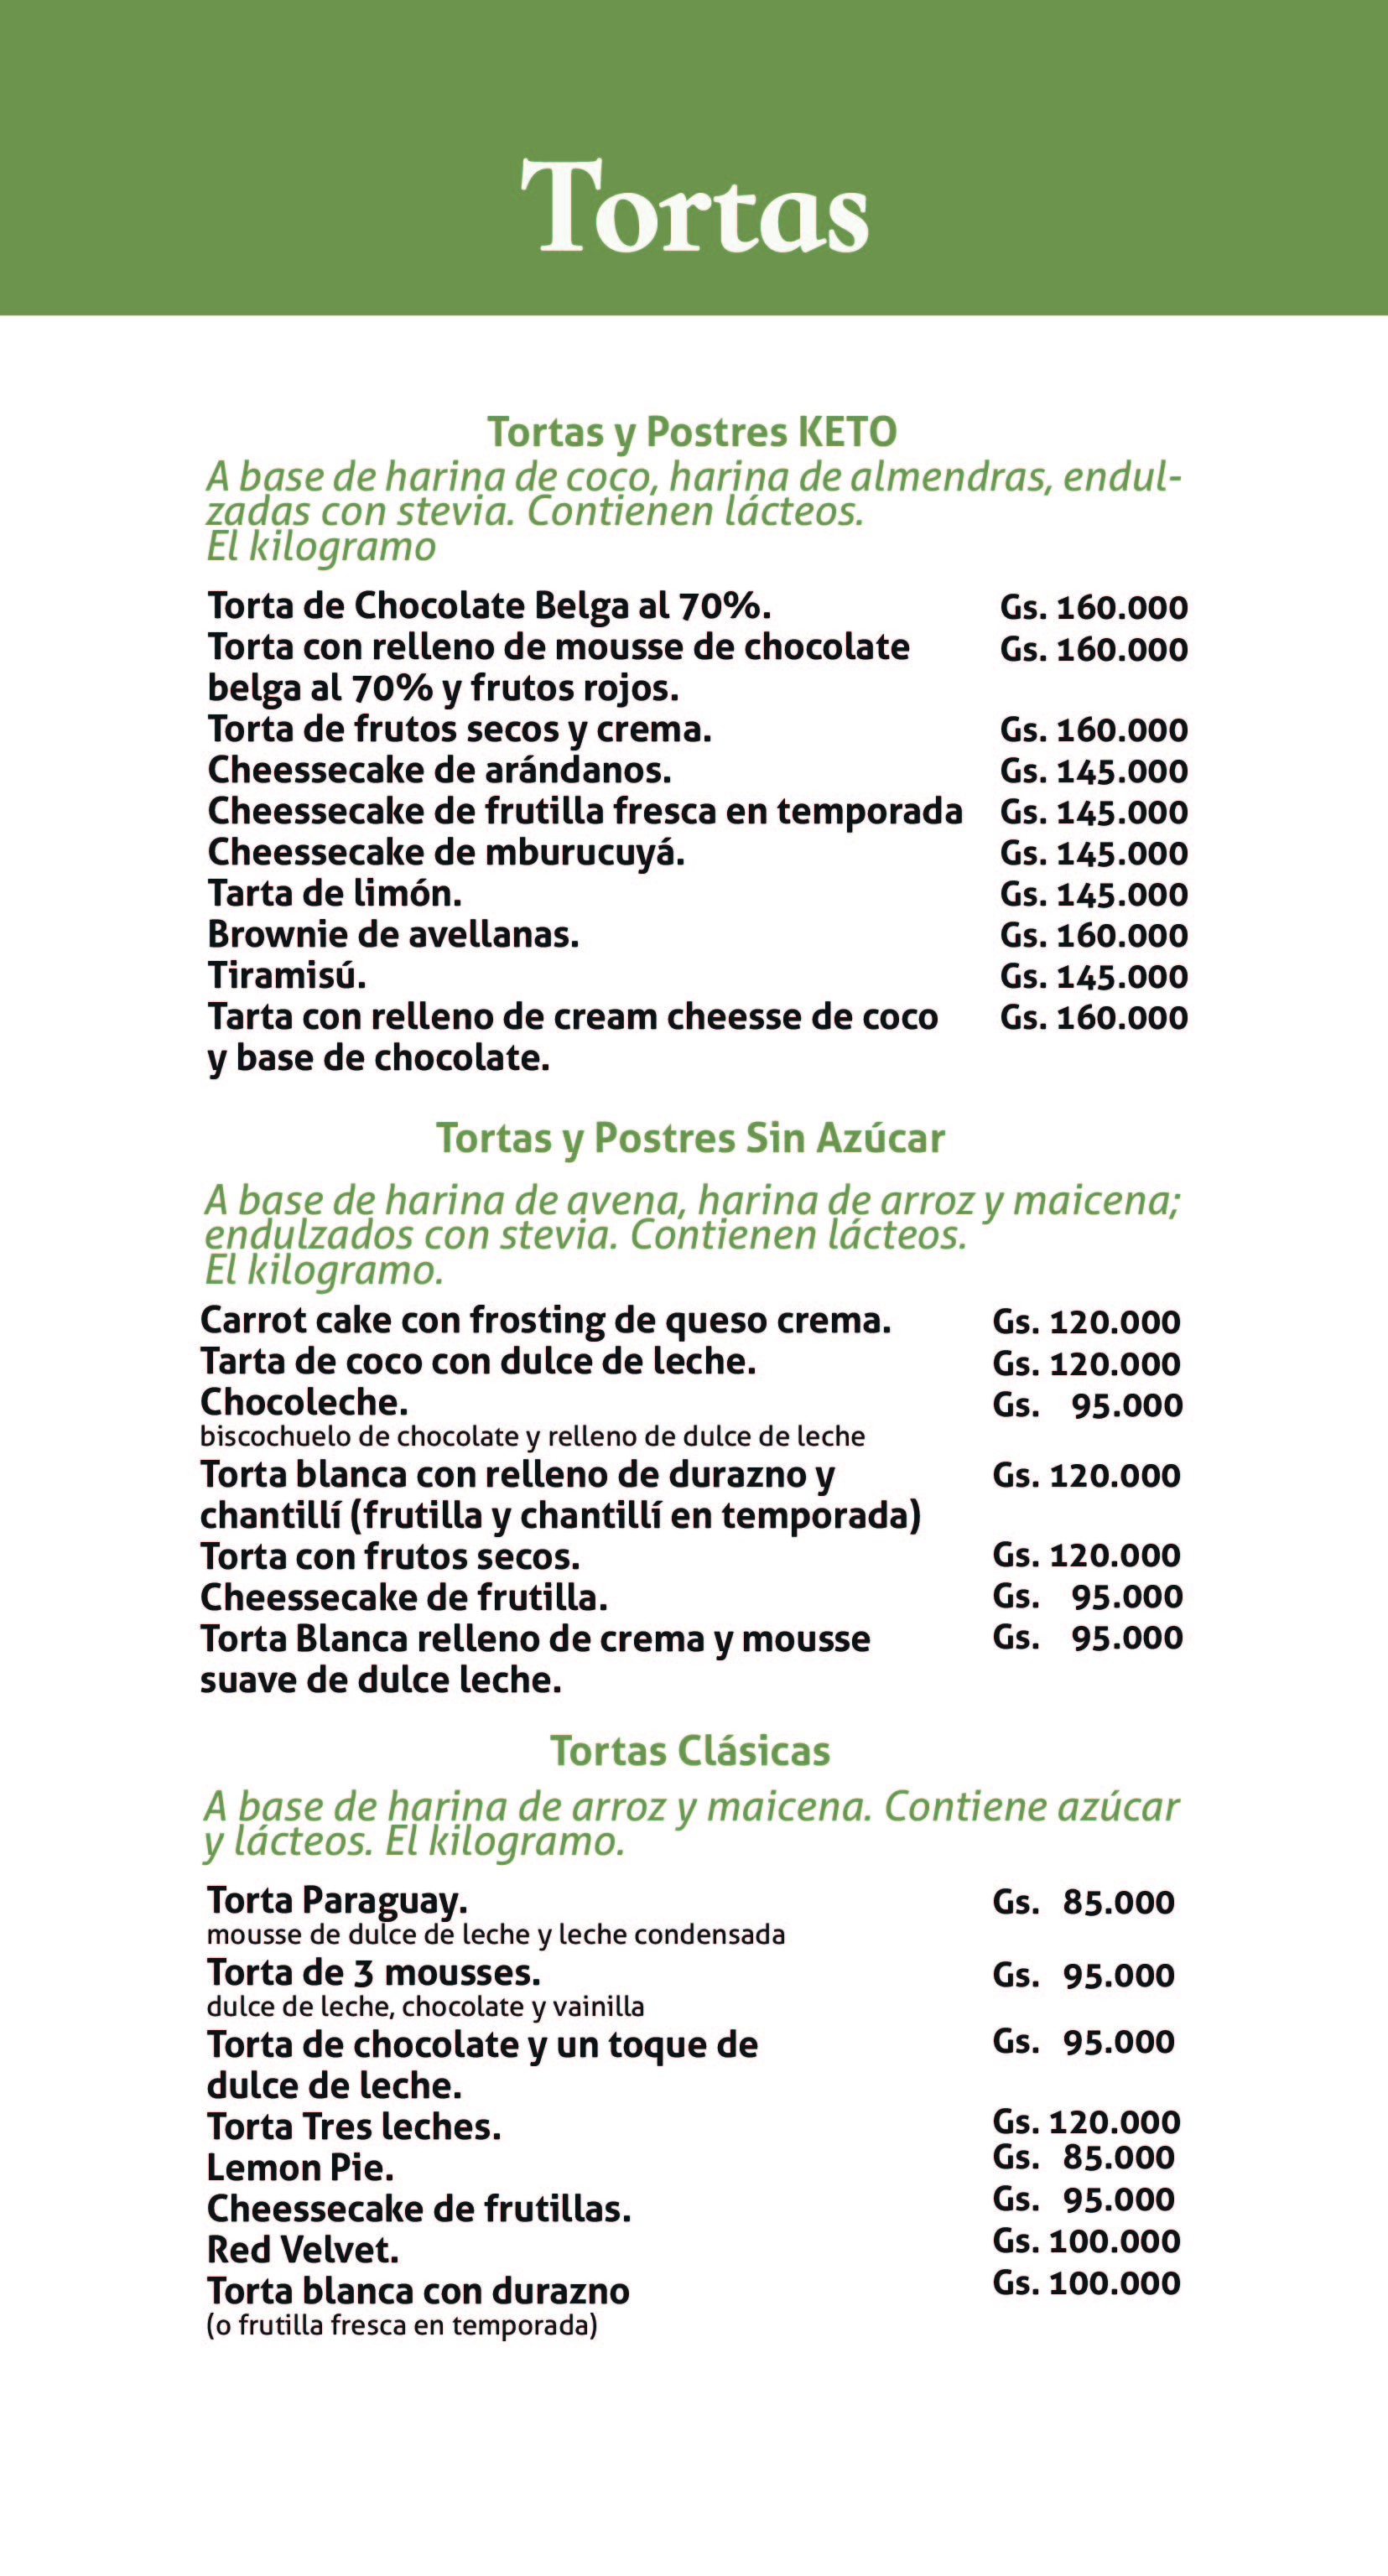 Tortas
Tortas y Postres KETO
A base de harina de coco, harina de almendras, endul-
zadas con stevia. Contienen lácteos.
El kilogramo
Torta de Chocolate Belga al 70%. Gs. 160.000
Torta con relleno de mousse de chocolate Gs. 160.000
belga al 70% y frutos rojos.
Torta de frutos secos y crema. Gs. 160.000
Cheessecake de arándanos. Gs. 145.000
Cheessecake de frutilla fresca en temporada Gs. 145.000
Cheessecake de mburucuyá. Gs. 145.000
Tarta de limón. Gs. 145.000
Brownie de avellanas. Gs. 160.000
Tiramisú. Gs. 145.000
Tarta con relleno de cream cheesse de coco Gs. 160.000
y base de chocolate.
Tortas y Postres Sin Azúcar
A base de harina de avena, harina de arroz y maicena;
endulzados con stevia. Contienen lácteos.
El kilogramo.
Carrot cake con frosting de queso crema. Gs. 120.000
Tarta de coco con dulce de leche. Gs. 120.000
Chocoleche. Gs. 95.000
biscochuelo de chocolate y relleno de dulce de leche
Torta blanca con relleno de durazno y Gs. 120.000
chantillí (frutilla y chantillí en temporada)
Torta con frutos secos. Gs. 120.000
Cheessecake de frutilla. Gs. 95.000
Torta Blanca relleno de crema y mousse Gs. 95.000
suave de dulce leche.
Tortas Clásicas
A base de harina de arroz y maicena. Contiene azúcar
y lácteos. El kilogramo.
Torta Paraguay. Gs. 85.000
mousse de dulce de leche y leche condensada
Torta de 3 mousses. Gs. 95.000
dulce de leche, chocolate y vainilla
Torta de chocolate y un toque de Gs. 95.000
dulce de leche.
Torta Tres leches. Gs. 120.000
Lemon Pie. Gs. 85.000
Cheessecake de frutillas. Gs. 95.000
Red Velvet. Gs. 100.000
Torta blanca con durazno Gs. 100.000
(o frutilla fresca en temporada)